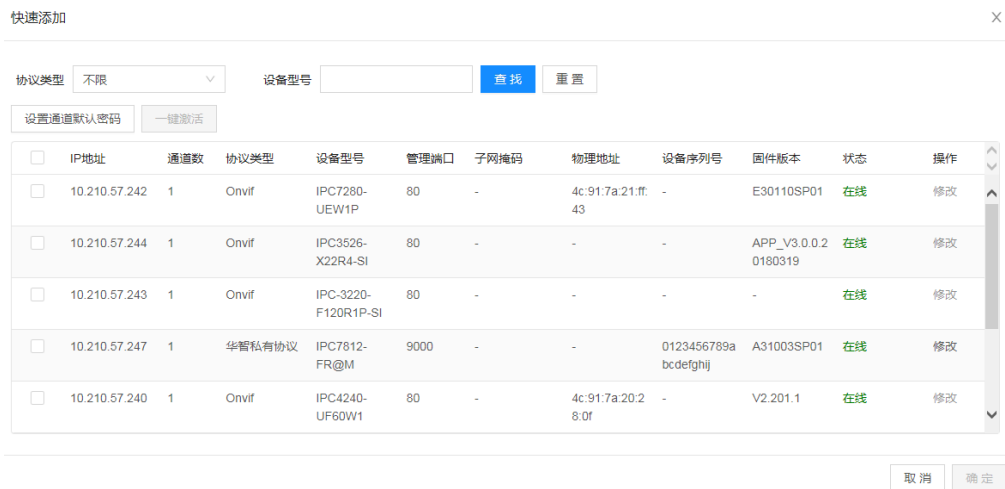 快速添加
协议类型 不限 设备型号 查找 重置
设置通道默认密码 一键激活
IP地址 通道数 协议类型 设备型号 管理端口 子网掩码 物理地址 设备序列号 固件版本 状态 操作
10.210.57.242 1 Onvif IPC7280- 80 - 4c:91:7a:21:ff: - E30110SP01 在线 修改
UEW1P 43
10.210.57.244 1 Onvif IPC3526- 80 - - - APP_V3.0.0.2 在线 修改
X22R4-SI 0180319
10.210.57.243 1 Onvif IPC-3220- 80 - - - - 在线 修改
F120R1P-SI
10.210.57.247 1 华智私有协议 IPC7812- 9000 - - 0123456789a A31003SP01 在线 修改
FR@M bcdefghij
10.210.57.240 1 Onvif IPC4240- 80 - 4c:91:7a:20:2 - V2.201.1 在线 修改
UF60W1 8:0f
取消 确定